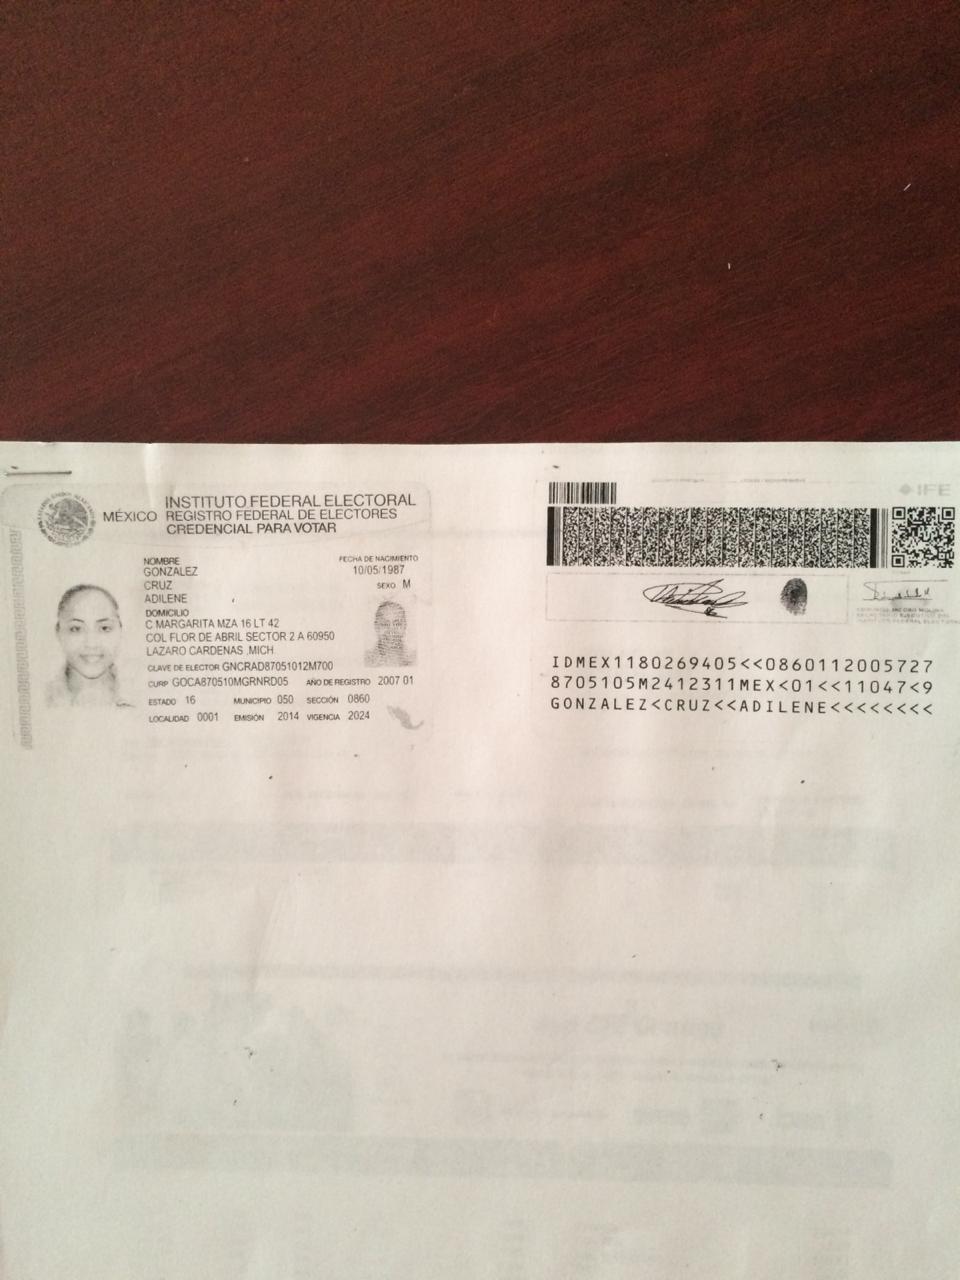 MÉXICO
INSTITUTO FEDERAL ELECTORAL
REGISTRO FEDERAL DE ELECTORES
CREDENCIAL PARA VOTAR
NOMBRE
GONZALEZ
CRUZ
ADILENE
FECHA DE NACIMIENTO
10/05/1987
SEXO M
DOMICILIO
C MARGARITA MZA 16 LT 42
COL FLOR DE ABRIL SECTOR 2 A 60950
LAZARO CARDENAS ,MICH.
CLAVE DE ELECTOR GNCRAD87051012M700
CURP GOCA870510MGRNRD05 AÑO DE REGISTRO 2007 01
ESTADO 16 MUNICIPIO 050 SECCIÓN 0860
LOCALIDAD 0001 EMISIÓN 2014 VIGENCIA 2024
IFE
IDMEX1180269405<<0860112005727
8705105M2412311MEX<01<<11047<9
GONZALEZ<CRUZ<<ADILENE<<<<<<<<